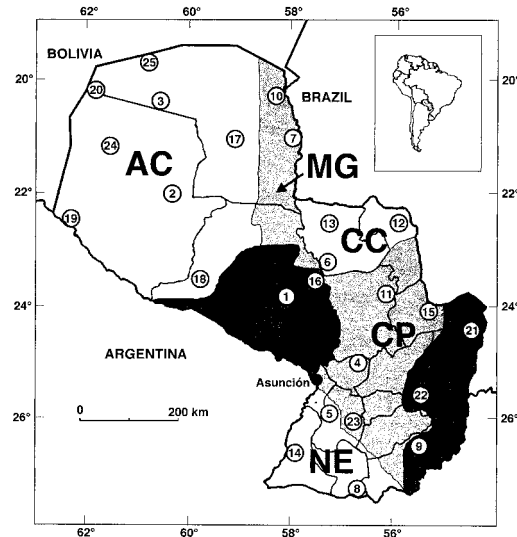 62° 60° 58° 56°
BOLIVIA
25
20° 20 3 10 BRAZIL 20°
17 7
24 AC
MG
22° 2 22°
19 13 CC 12
6
18 16
1 11
24° 15 24°
CP 21
ARGENTINA
4
Asunción
22
0 200 km 5 23
26° 26°
9
14 NE
8
62° 60° 58° 56°